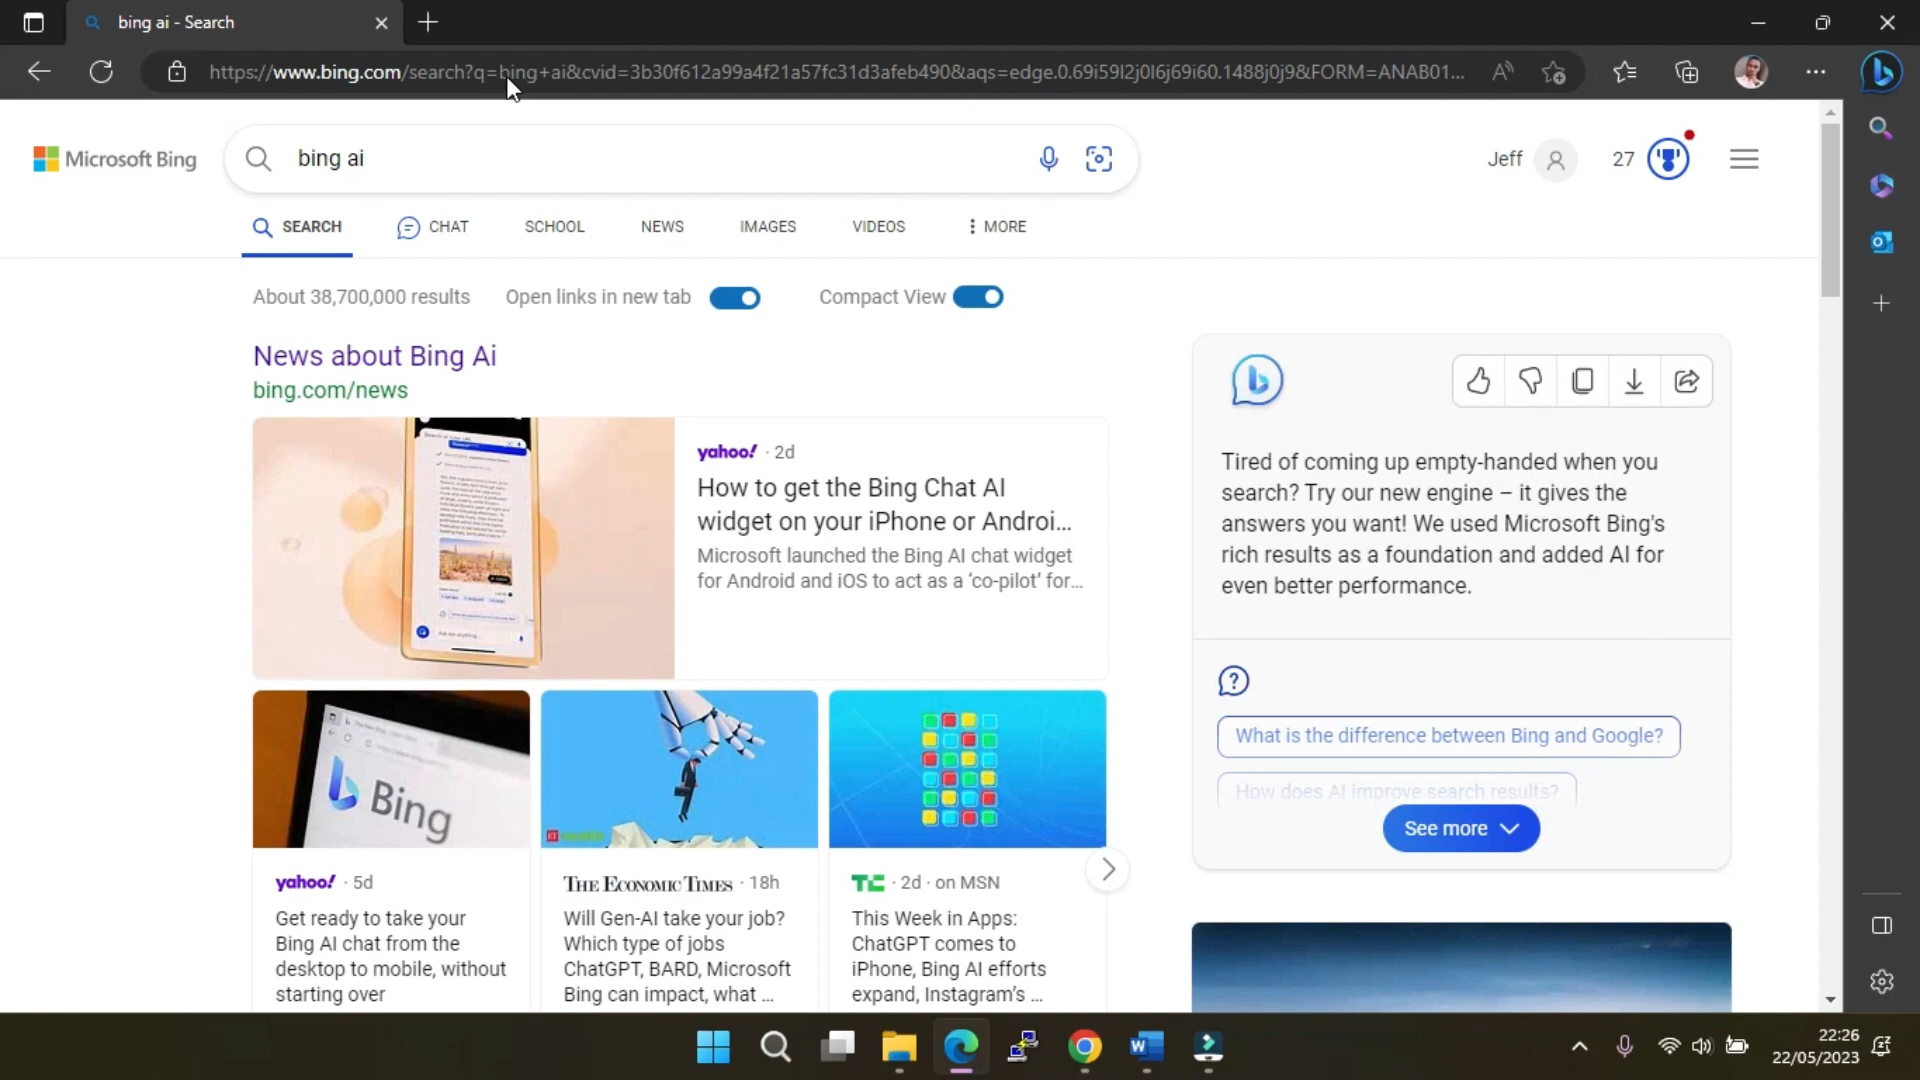 bing ai - Search
https://www.bing.com/search?q=bing+ai&cvid=3b30f612a99a4f21a57fc31d3afeb490&aqs=edge.0.69i59l2j0l6j69i60.1488j0j9&FORM=ANAB01...
Microsoft Bing
bing ai
Jeff
27
SEARCH
CHAT
SCHOOL
NEWS
IMAGES
VIDEOS
MORE
About 38,700,000 results
Open links in new tab
Compact View
News about Bing Ai
bing.com/news
yahoo! · 2d
How to get the Bing Chat AI
widget on your iPhone or Androi...
Microsoft launched the Bing AI chat widget
for Android and iOS to act as a ‘co-pilot’ for...
Bing
yahoo! · 5d
Get ready to take your
Bing AI chat from the
desktop to mobile, without
starting over
THE ECONOMIC TIMES · 18h
Will Gen-AI take your job?
Which type of jobs
ChatGPT, BARD, Microsoft
Bing can impact, what ...
TC · 2d · on MSN
This Week in Apps:
ChatGPT comes to
iPhone, Bing AI efforts
expand, Instagram’s ...
Tired of coming up empty-handed when you
search? Try our new engine – it gives the
answers you want! We used Microsoft Bing's
rich results as a foundation and added AI for
even better performance.
What is the difference between Bing and Google?
How does AI improve search results?
See more
22:26
22/05/2023